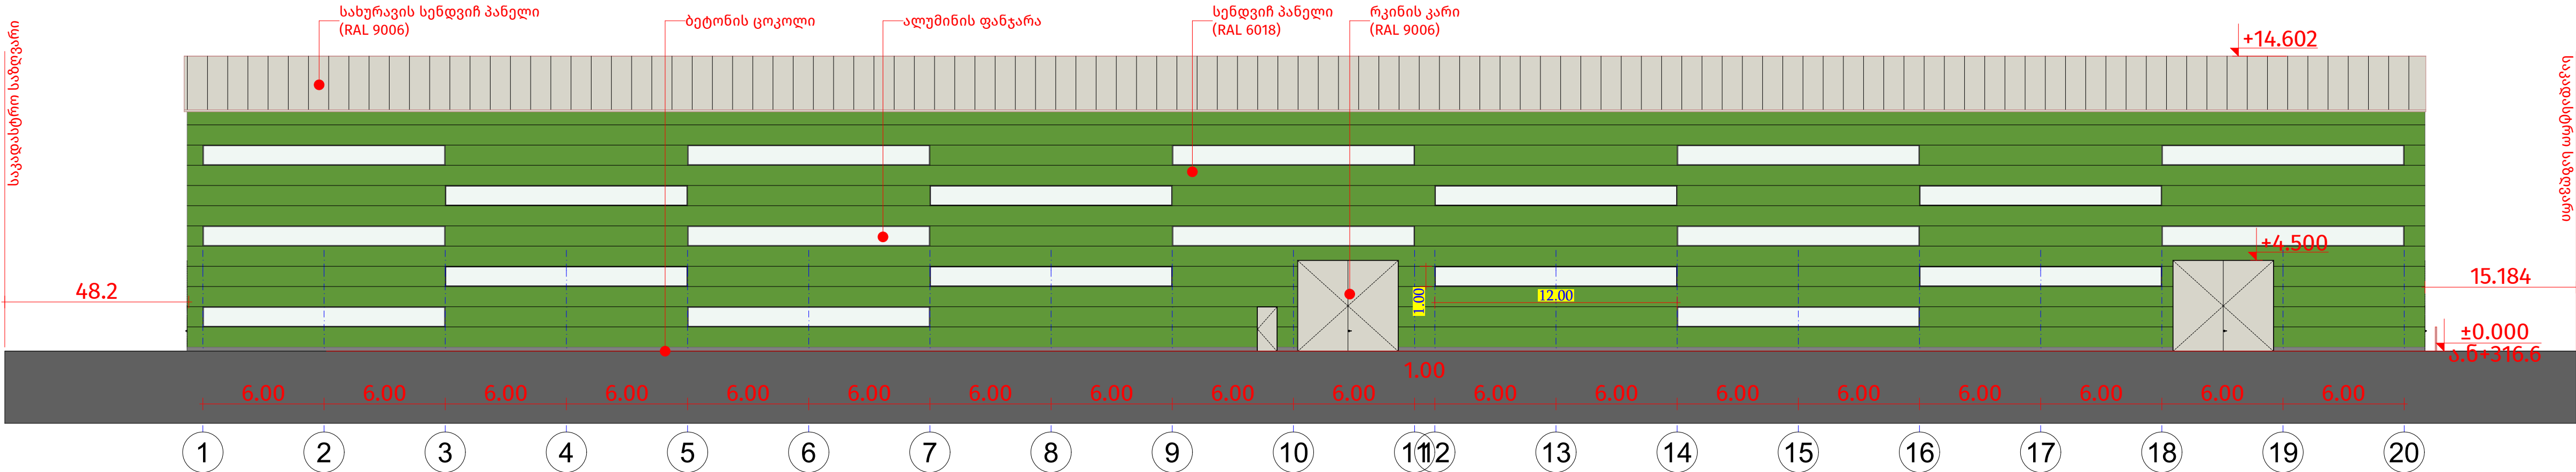 სახურავის სენდვიჩ პანელი
(RAL 9006)
ბეტონის ცოკოლი
ალუმინის ფანჯარა
სენდვიჩ პანელი
(RAL 6018)
რკინის კარი
(RAL 9006)
+14.602
საკადასტრო საზღვარი
საკადასტრო საზღვარი
+4.500
48.2
1.00
12.00
15.184
±0.000
ა.ნ+316.6
1.00
6.00 6.00 6.00 6.00 6.00 6.00 6.00 6.00 6.00 6.00 6.00 6.00 6.00 6.00 6.00 6.00 6.00 6.00
1 2 3 4 5 6 7 8 9 10 11 12 13 14 15 16 17 18 19 20